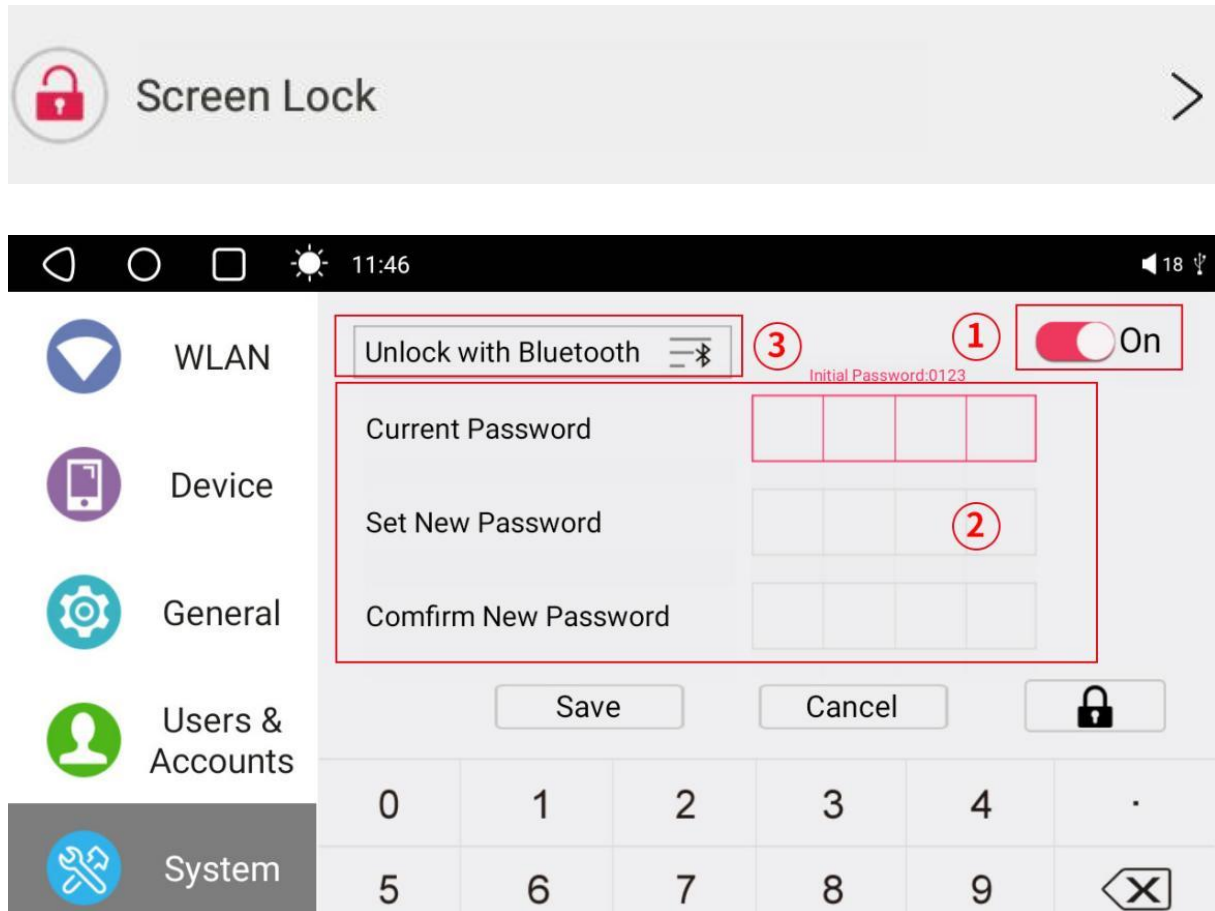 Screen Lock
11:46
18
WLAN
Device
General
Users &
Accounts
System
Unlock with Bluetooth
③
①
On
Initial Password:0123
Current Password
Set New Password
②
Comfirm New Password
Save
Cancel
0 1 2 3 4 .
5 6 7 8 9